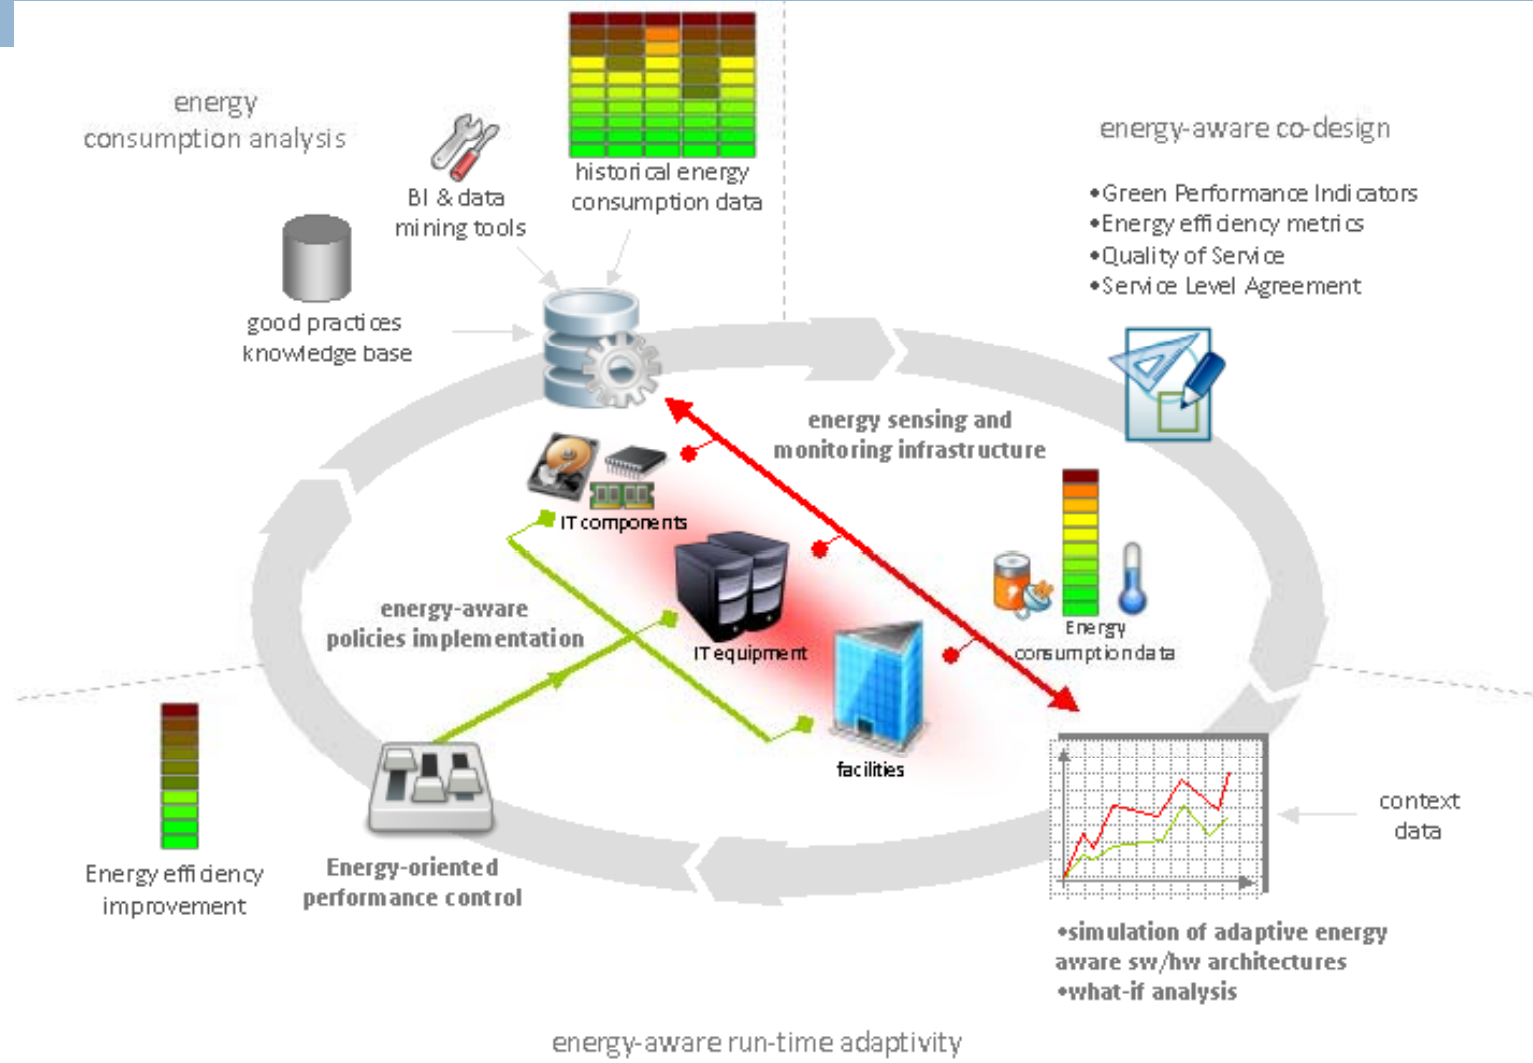 energy
consumption analysis
BI & data
mining tools
historical energy
consumption data
good practices
knowledge base
energy-aware co-design
•Green Performance Indicators
•Energy efficiency metrics
•Quality of Service
•Service Level Agreement
energy sensing and
monitoring infrastructure
IT components
energy-aware
policies implementation
IT equipment
Energy
consumption data
facilities
Energy efficiency
improvement
Energy-oriented
performance control
context
data
•simulation of adaptive energy
aware sw/hw architectures
•what-if analysis
energy-aware run-time adaptivity